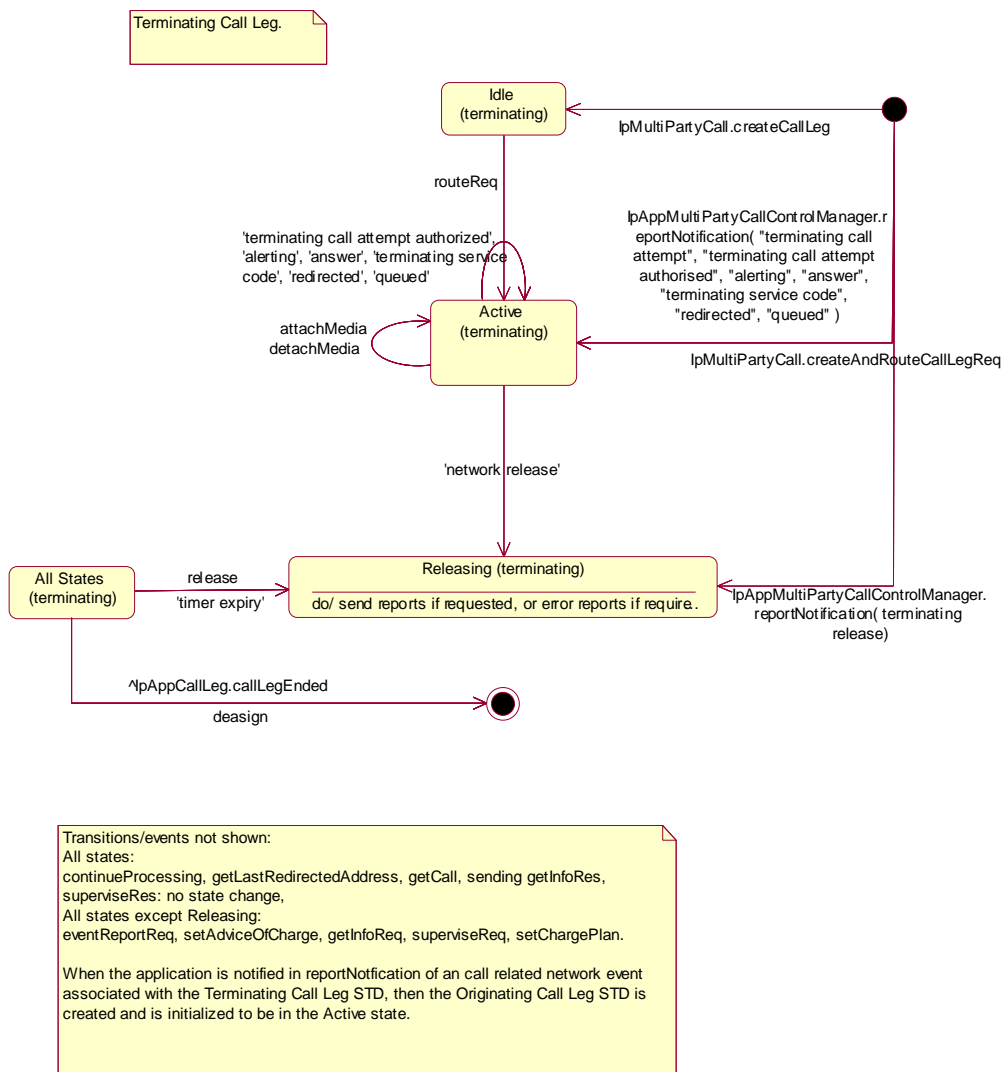 Terminating Call Leg.
Idle
(terminating)
IpMultiPartyCall.createCallLeg
routeReq
'terminating call attempt authorized',
'alerting', 'answer', 'terminating service
code', 'redirected', 'queued'
IpAppMultiPartyCallControlManager.r
eportNotification( "terminating call
attempt", "terminating call attempt
authorised", "alerting", "answer",
"terminating service code",
"redirected", "queued" )
Active
(terminating)
attachMedia
detachMedia
IpMultiPartyCall.createAndRouteCallLegReq
'network release'
All States
(terminating)
release
'timer expiry'
Releasing (terminating)
do/ send reports if requested, or error reports if require..
IpAppMultiPartyCallControlManager.
reportNotification( terminating
release)
^IpAppCallLeg.callLegEnded
deasign
Transitions/events not shown:
All states:
continueProcessing, getLastRedirectedAddress, getCall, sending getInfoRes,
superviseRes: no state change,
All states except Releasing:
eventReportReq, setAdviceOfCharge, getInfoReq, superviseReq, setChargePlan.
When the application is notified in reportNotfication of an call related network event
associated with the Terminating Call Leg STD, then the Originating Call Leg STD is
created and is initialized to be in the Active state.